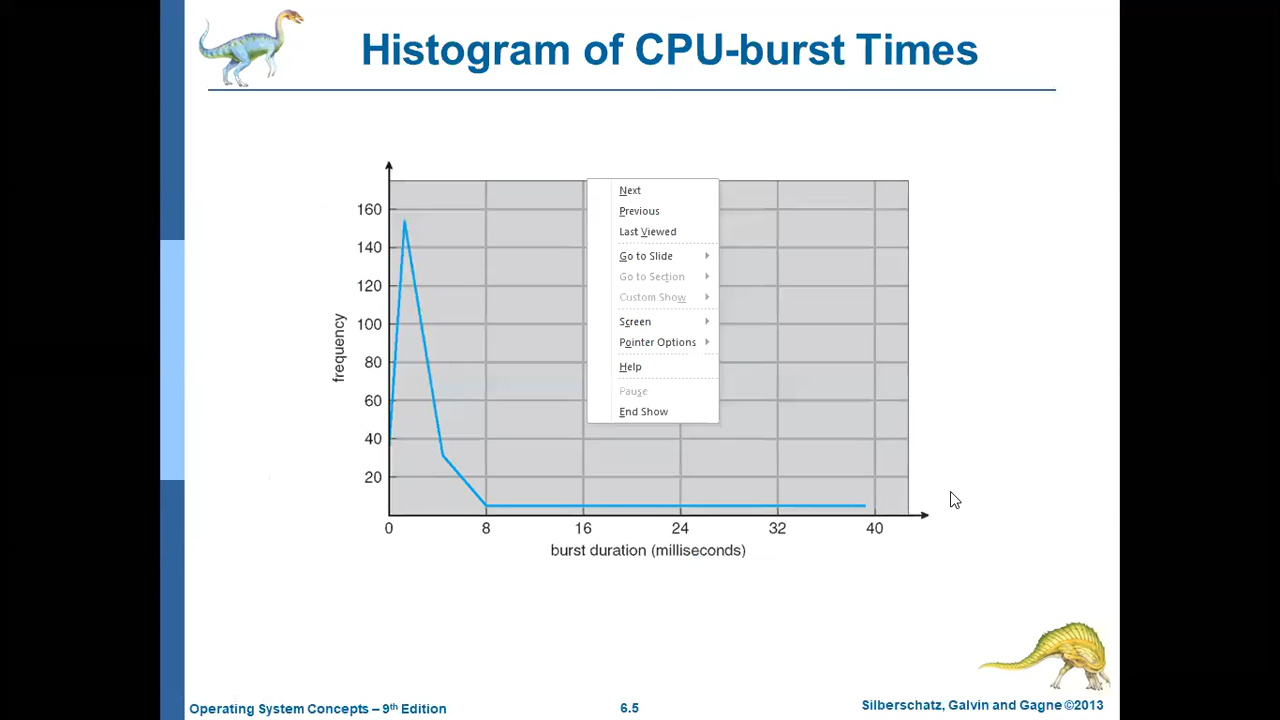 Histogram of CPU-burst Times
160
140
120
100
80
60
40
20
frequency
0 8 16 24 32 40
burst duration (milliseconds)
Next
Previous
Last Viewed
Go to Slide
Go to Section
Custom Show
Screen
Pointer Options
Help
Pause
End Show
Operating System Concepts – 9th Edition
6.5
Silberschatz, Galvin and Gagne ©2013